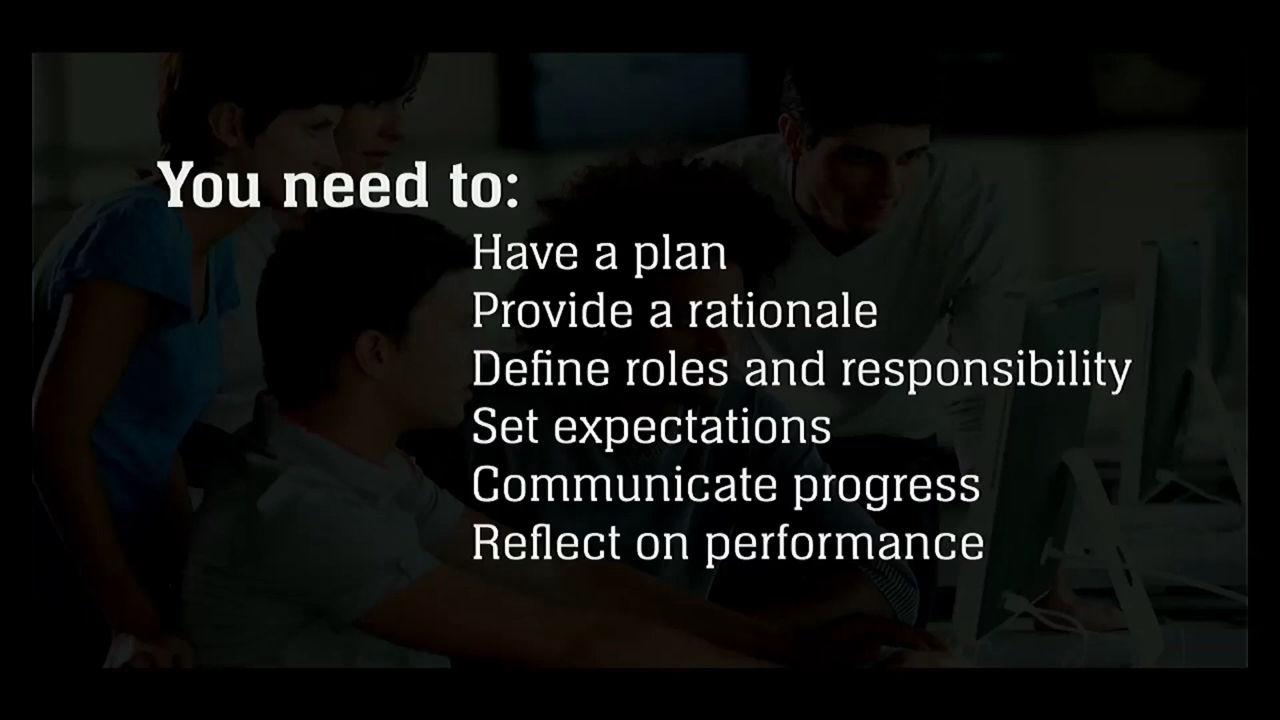 You need to:
Have a plan
Provide a rationale
Define roles and responsibility
Set expectations
Communicate progress
Reflect on performance